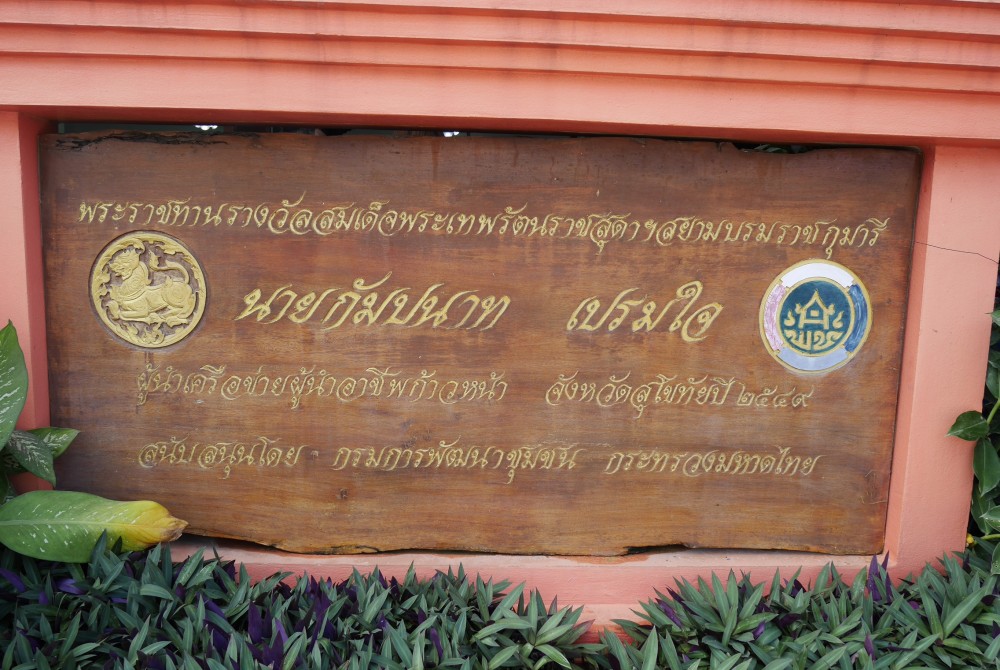 พระราชทานรางวัลสมเด็จพระเทพรัตนราชสุดาฯสยามบรมราชกุมารี
นายกัมปนาท เปรมใจ
พช
ผู้นำเครือข่ายผู้นำอาชีพก้าวหน้า จังหวัดสุโขทัยปี ๒๕๔๙
สนับสนุนโดย กรมการพัฒนาชุมชน กระทรวงมหาดไทย